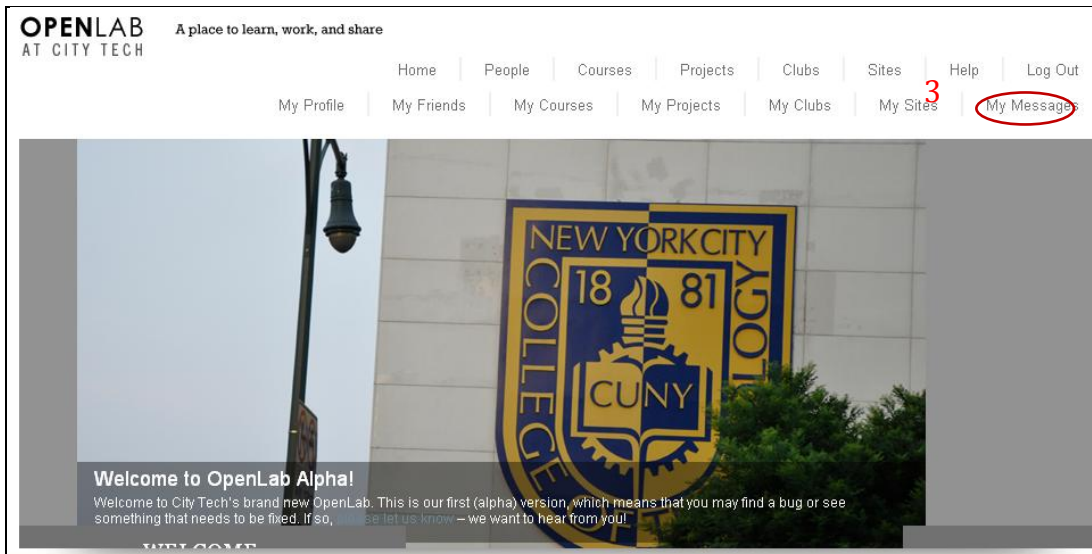 OPENLAB
AT CITY TECH
A place to learn, work, and share
Home People Courses Projects Clubs Sites Help Log Out
3
My Profile My Friends My Courses My Projects My Clubs My Sites My Messages
NEW YORK CITY
COLLEGE
18 81
CUNY
OF
Welcome to OpenLab Alpha!
Welcome to City Tech's brand new OpenLab. This is our first (alpha) version, which means that you may find a bug or see
something that needs to be fixed. If so, please let us know – we want to hear from you!
WELCOME